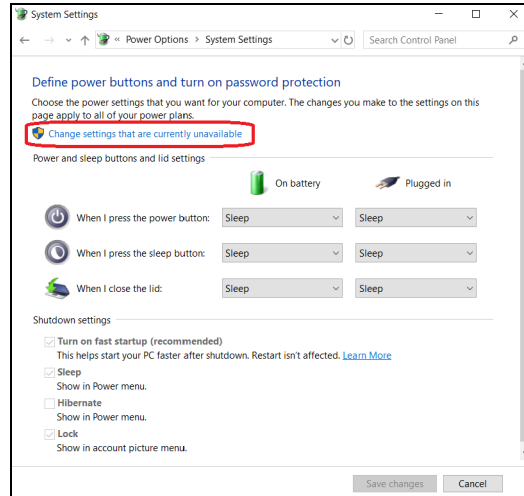 System Settings
« Power Options > System Settings
Search Control Panel
Define power buttons and turn on password protection
Choose the power settings that you want for your computer. The changes you make to the settings on this
page apply to all of your power plans.
Change settings that are currently unavailable
Power and sleep buttons and lid settings
On battery
Plugged in
When I press the power button:
Sleep
Sleep
When I press the sleep button:
Sleep
Sleep
When I close the lid:
Sleep
Sleep
Shutdown settings
Turn on fast startup (recommended)
This helps start your PC faster after shutdown. Restart isn't affected. Learn More
Sleep
Show in Power menu.
Hibernate
Show in Power menu.
Lock
Show in account picture menu.
Save changes
Cancel